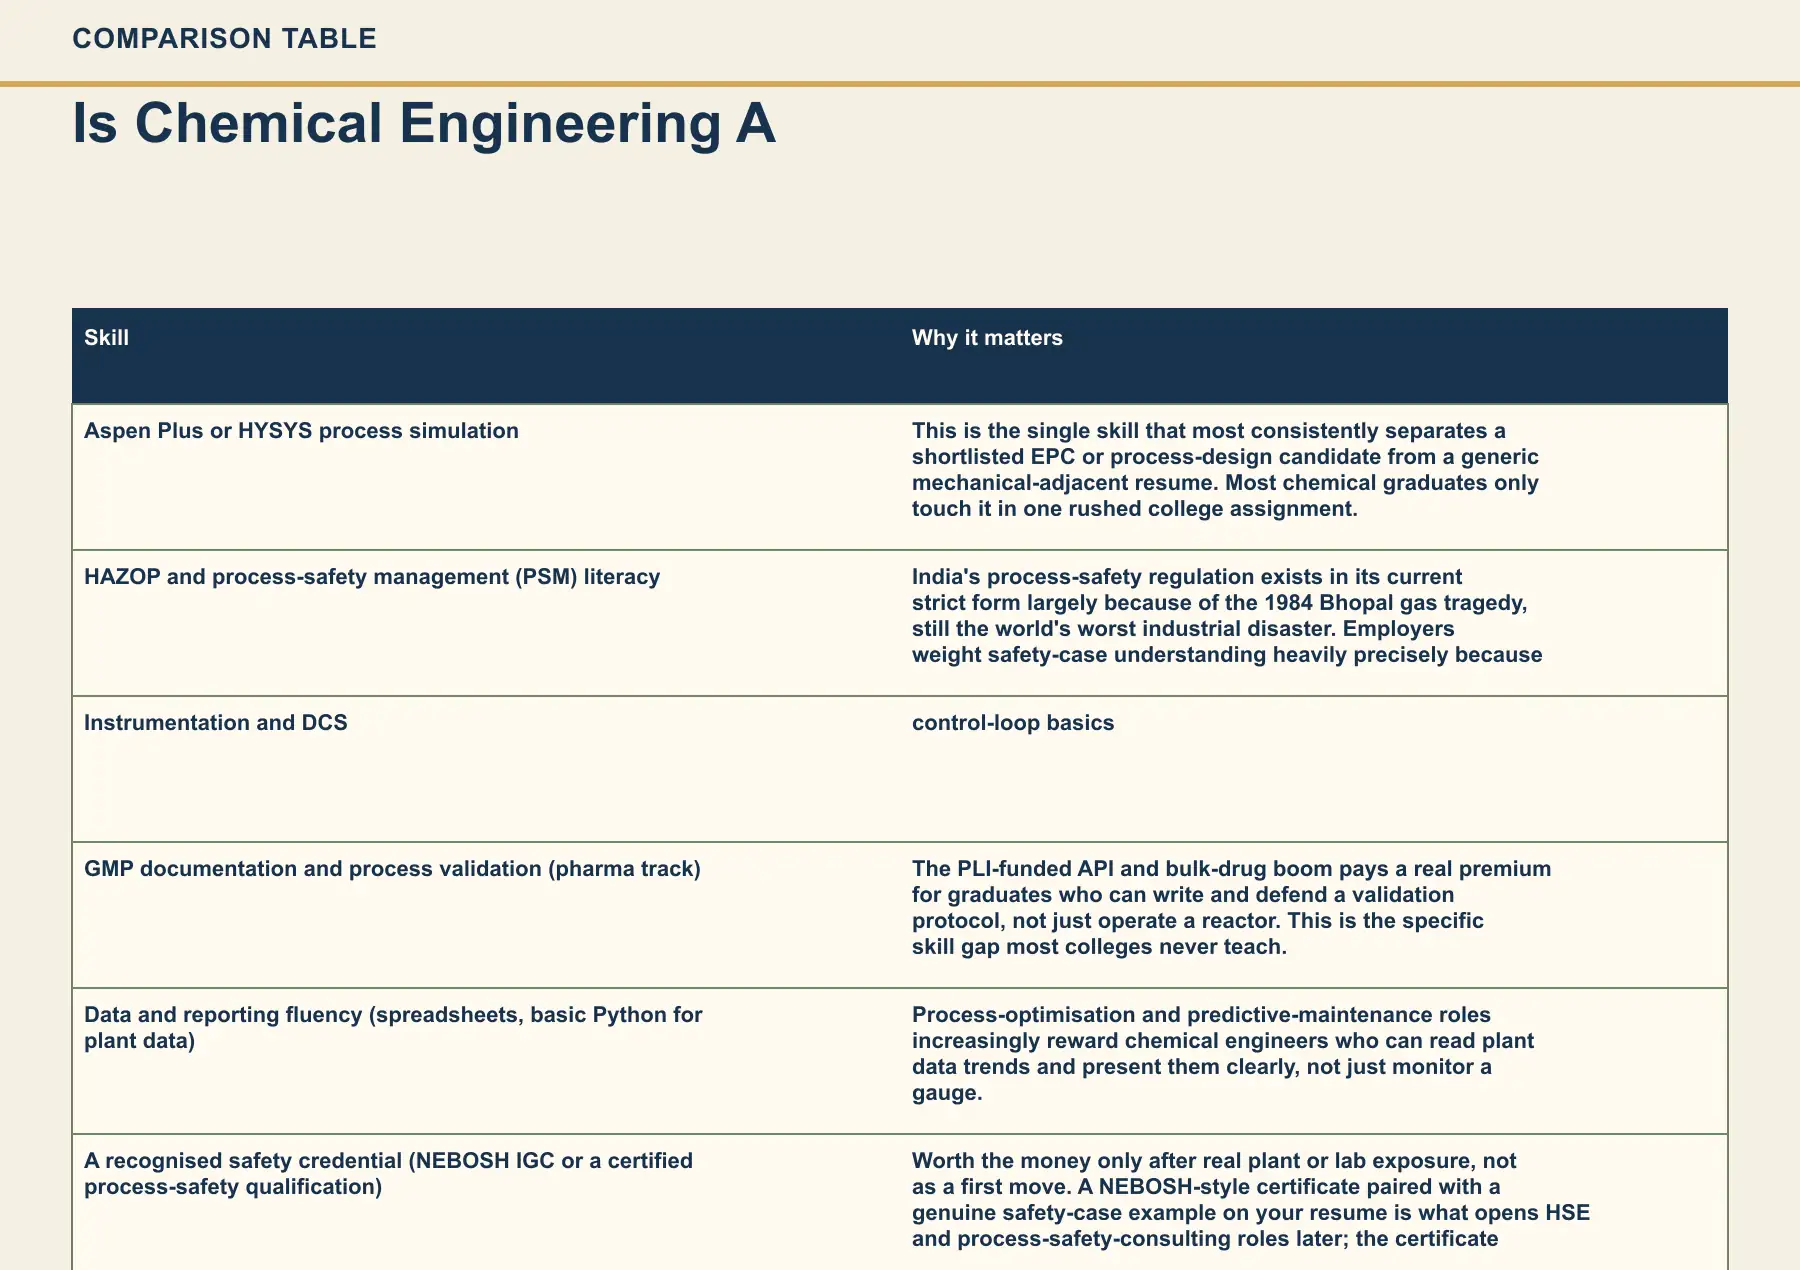 COMPARISON TABLE
Is Chemical Engineering A
Skill
Why it matters
Aspen Plus or HYSYS process simulation
This is the single skill that most consistently separates a
shortlisted EPC or process-design candidate from a generic
mechanical-adjacent resume. Most chemical graduates only
touch it in one rushed college assignment.
HAZOP and process-safety management (PSM) literacy
India's process-safety regulation exists in its current
strict form largely because of the 1984 Bhopal gas tragedy,
still the world's worst industrial disaster. Employers
weight safety-case understanding heavily precisely because
Instrumentation and DCS
control-loop basics
GMP documentation and process validation (pharma track)
The PLI-funded API and bulk-drug boom pays a real premium
for graduates who can write and defend a validation
protocol, not just operate a reactor. This is the specific
skill gap most colleges never teach.
Data and reporting fluency (spreadsheets, basic Python for
plant data)
Process-optimisation and predictive-maintenance roles
increasingly reward chemical engineers who can read plant
data trends and present them clearly, not just monitor a
gauge.
A recognised safety credential (NEBOSH IGC or a certified
process-safety qualification)
Worth the money only after real plant or lab exposure, not
as a first move. A NEBOSH-style certificate paired with a
genuine safety-case example on your resume is what opens HSE
and process-safety-consulting roles later; the certificate